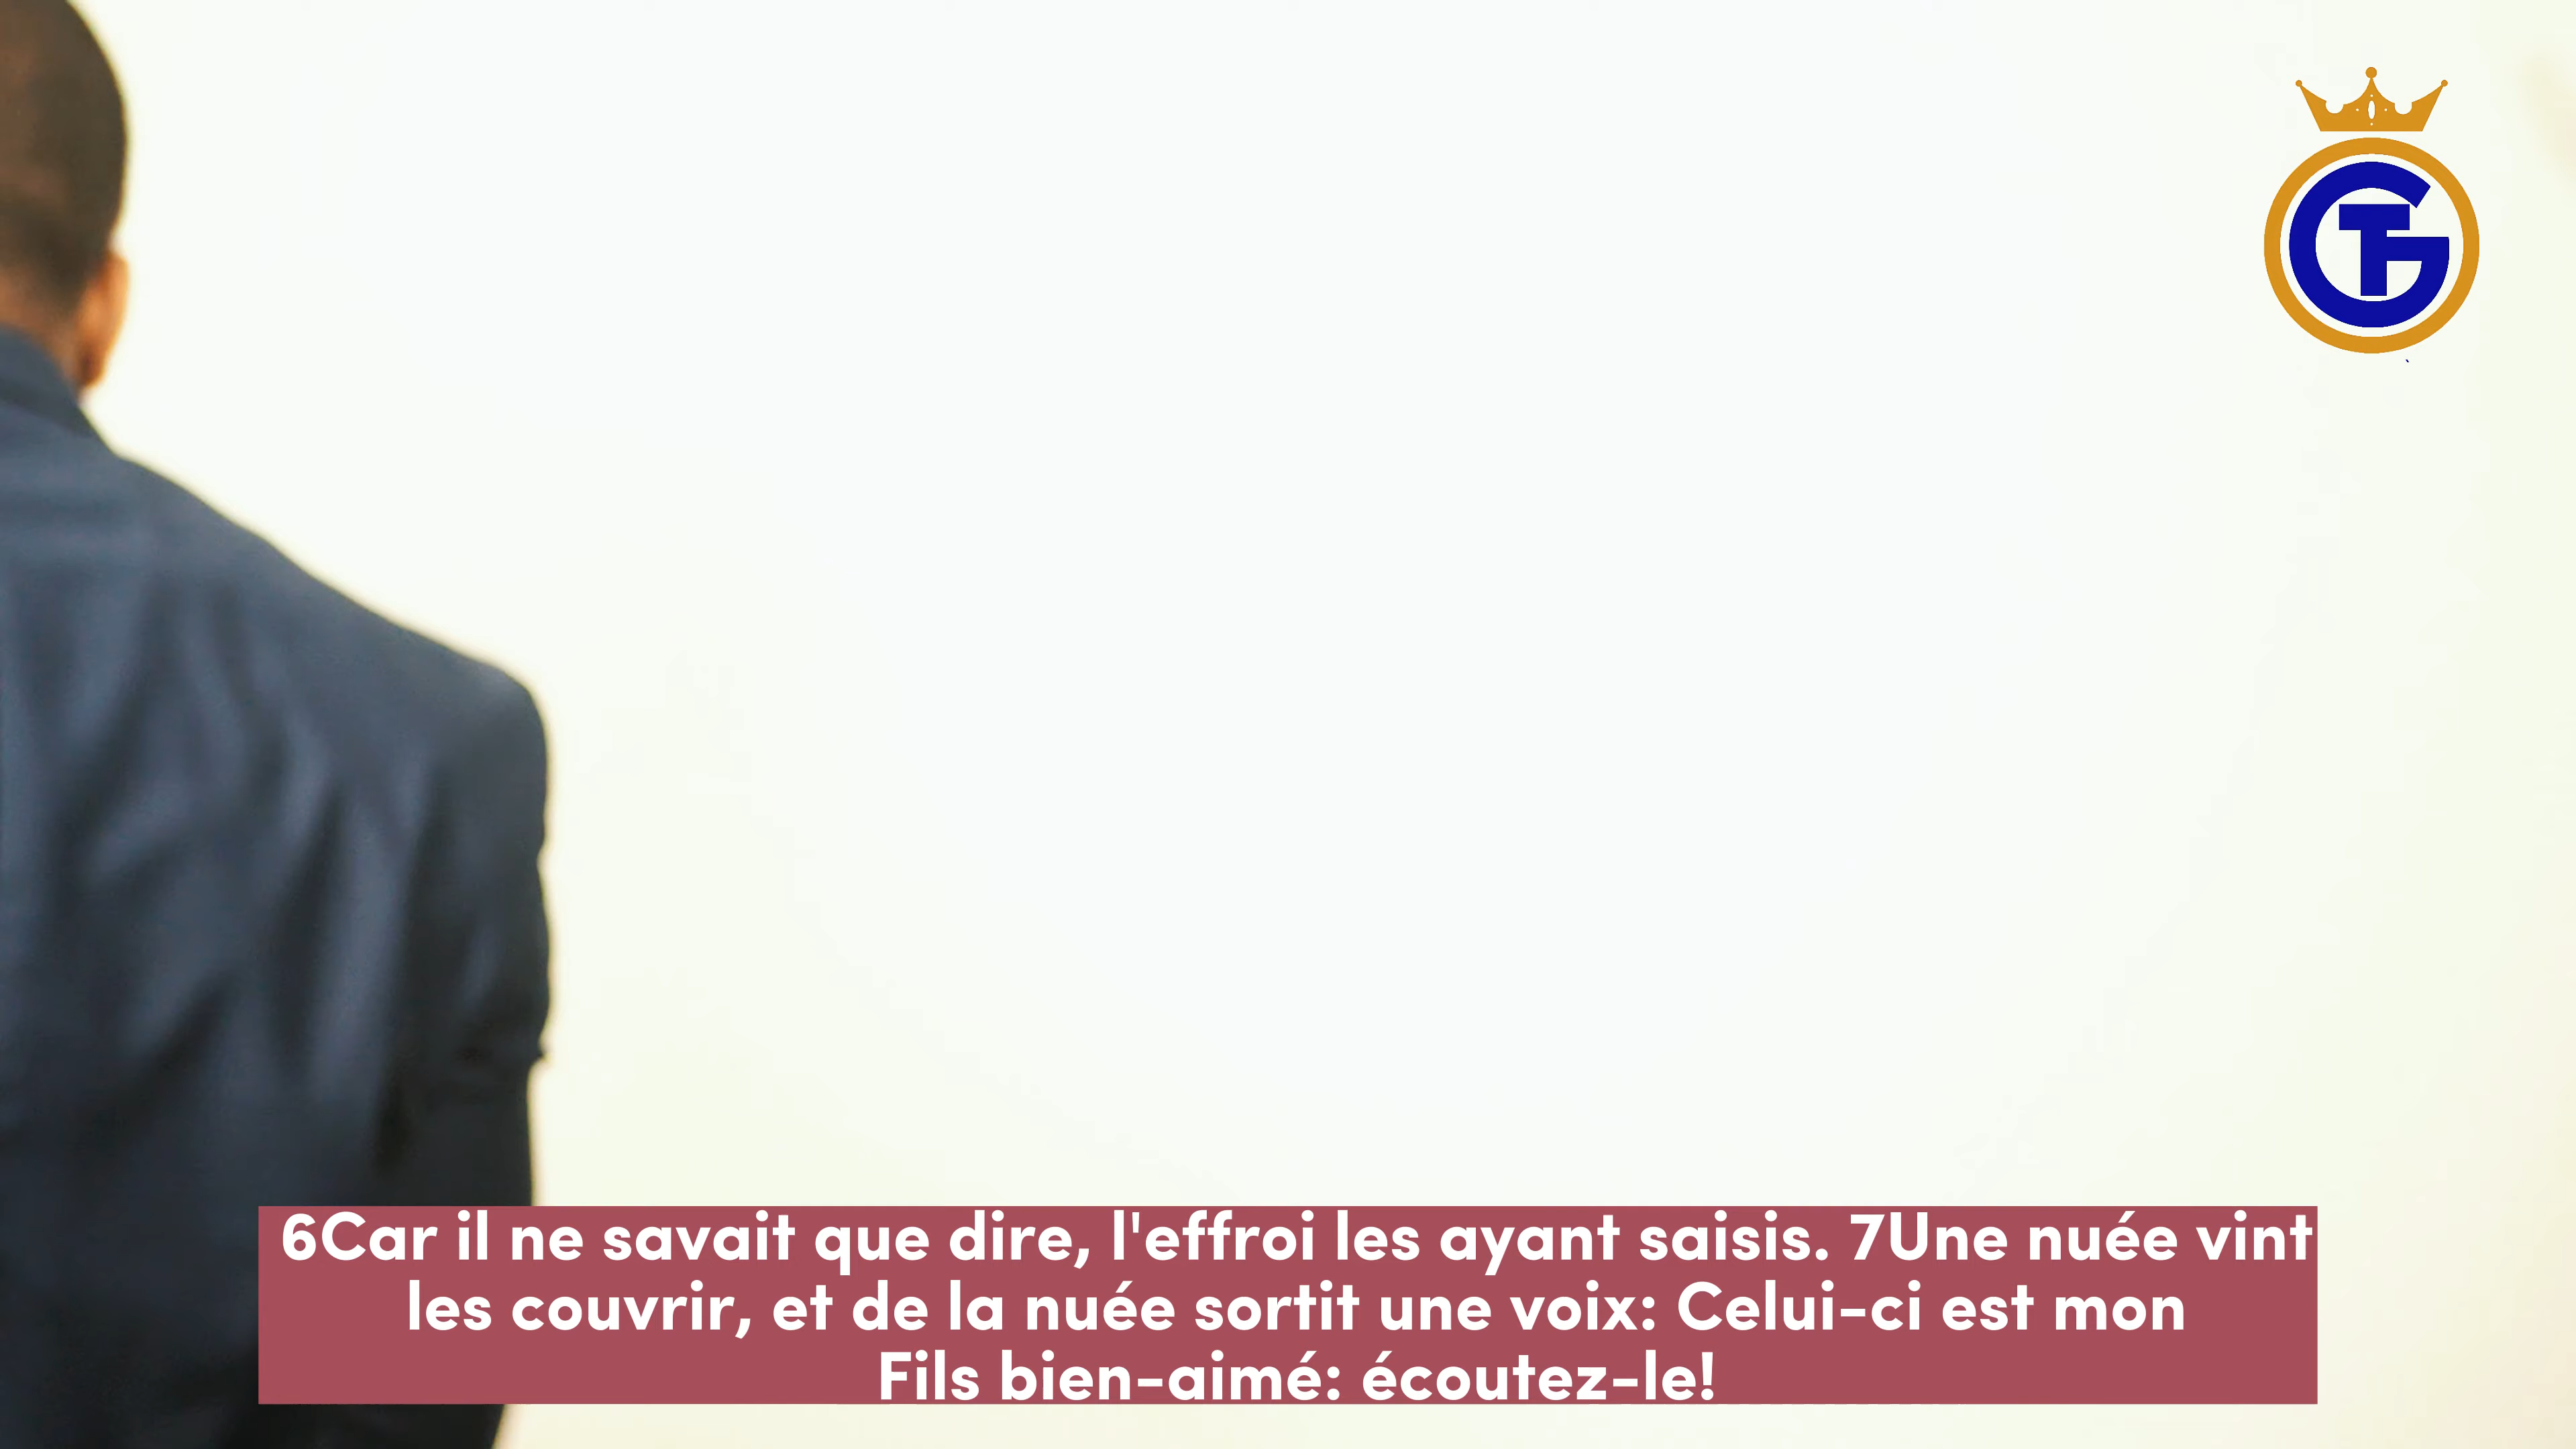 GT
6Car il ne savait que dire, l'effroi les ayant saisis. 7Une nuée vint
les couvrir, et de la nuée sortit une voix: Celui-ci est mon
Fils bien-aimé: écoutez-le!